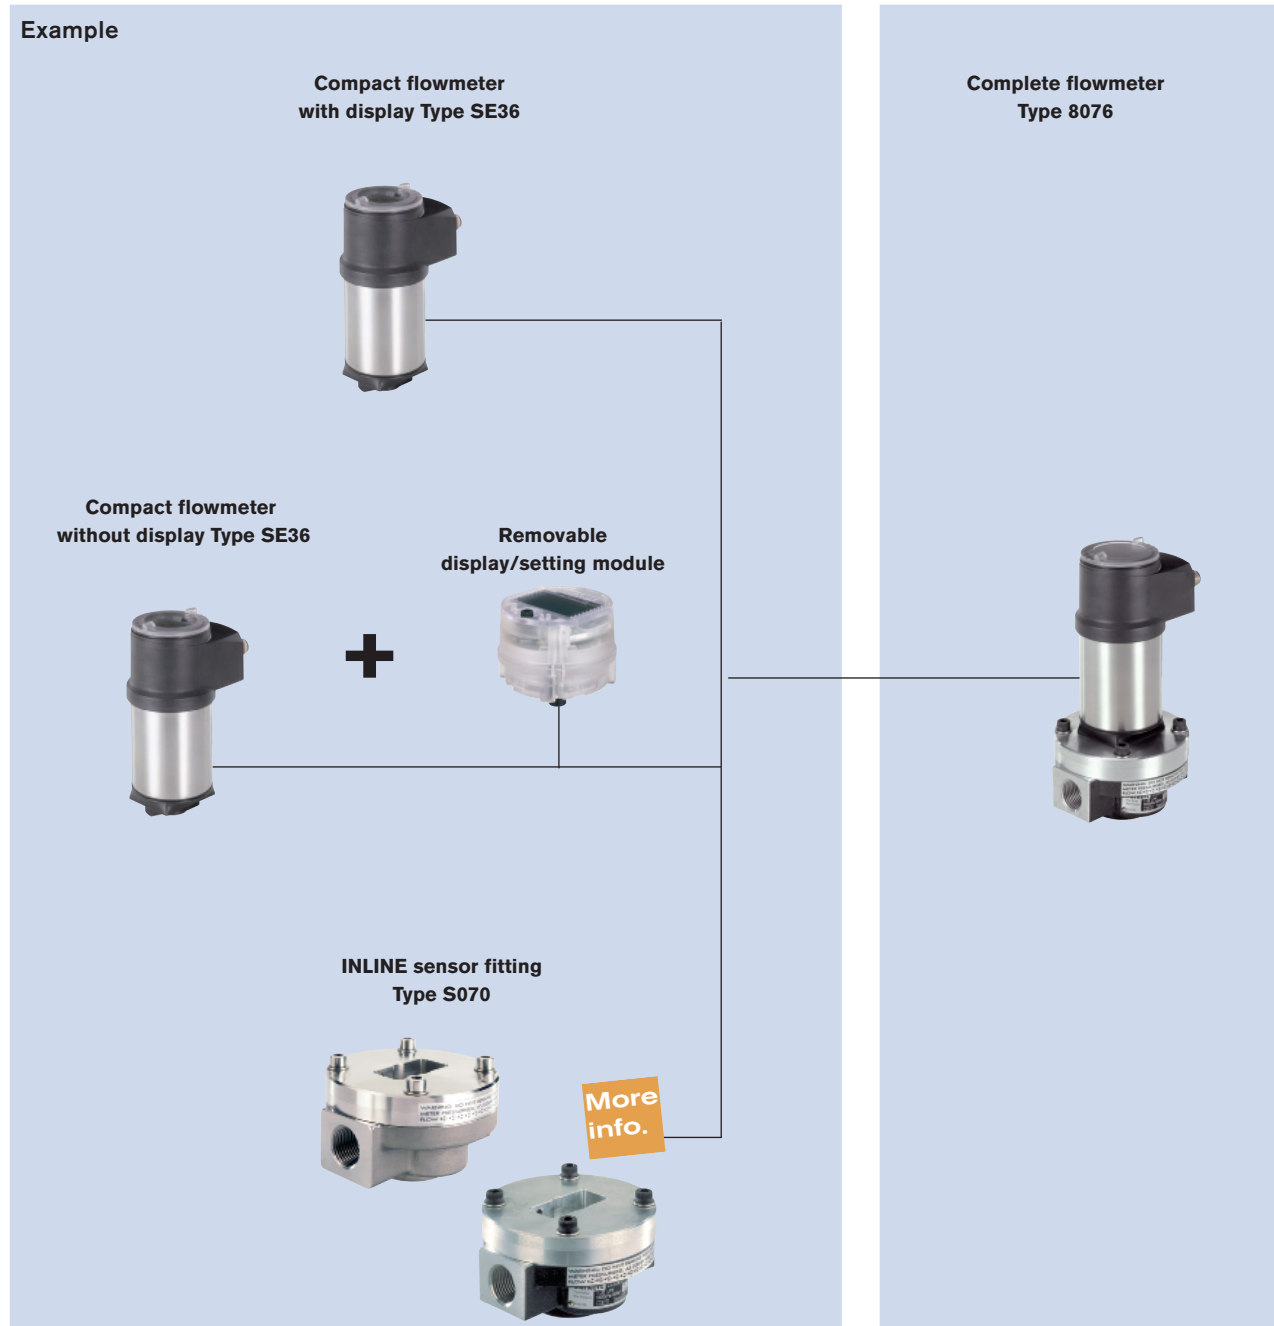 Example
Compact flowmeter
with display Type SE36
Complete flowmeter
Type 8076
Compact flowmeter
without display Type SE36
Removable
display/setting module
INLINE sensor fitting
Type S070
More
info.